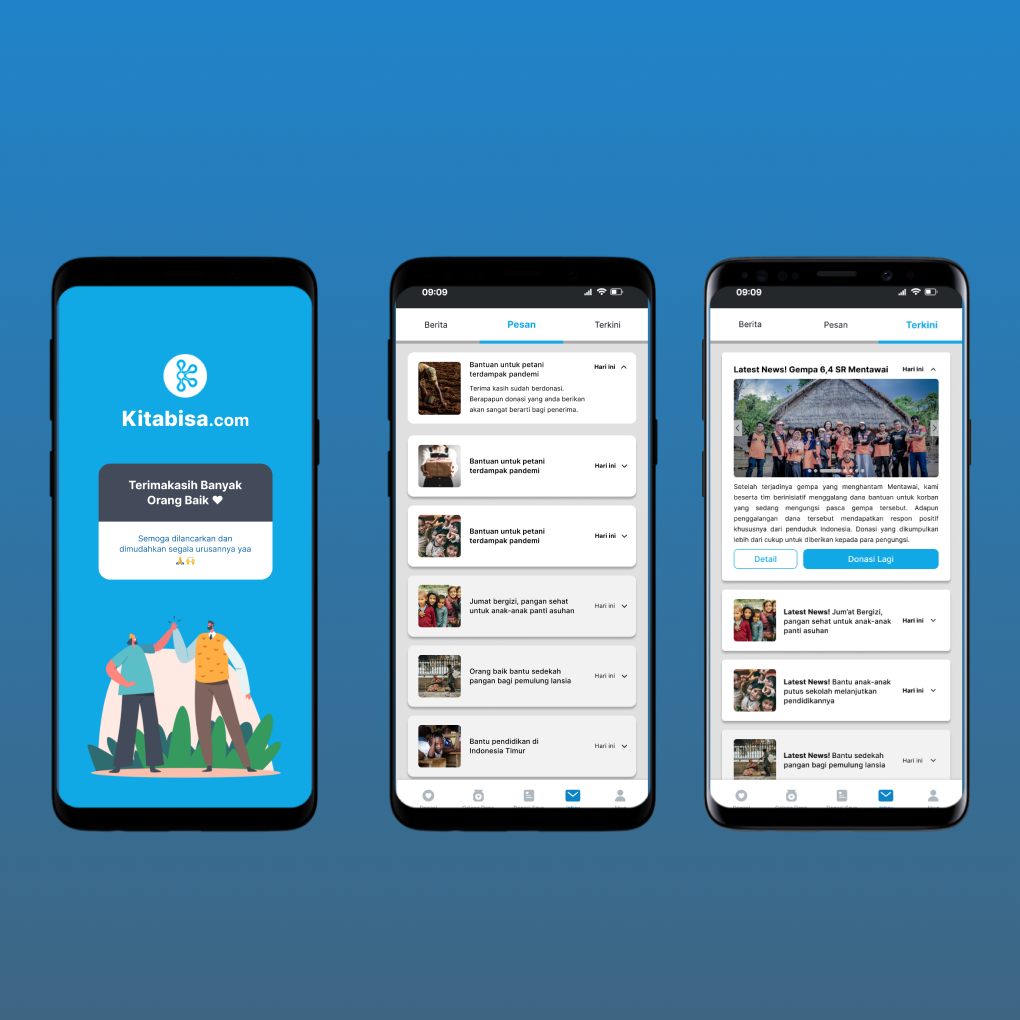 Kitabisa.com
Terimakasih Banyak
Orang Baik ❤
Semoga dilancarkan dan
dimudahkan segala urusannya yaa
🙏🙌
09:09
Berita
Pesan
Terkini
Bantuan untuk petani
terdampak pandemi
Hari ini
Terima kasih sudah berdonasi.
Berapapun donasi yang anda berikan
akan sangat berarti bagi penerima.
Bantuan untuk petani
terdampak pandemi
Hari ini
Bantuan untuk petani
terdampak pandemi
Hari ini
Jumat bergizi, pangan sehat
untuk anak-anak panti asuhan
Hari ini
Orang baik bantu sedekah
pangan bagi pemulung lansia
Hari ini
Bantu pendidikan di
Indonesia Timur
Hari ini
09:09
Berita
Pesan
Terkini
Latest News! Gempa 6,4 SR Mentawai
Hari ini
Setelah terjadinya gempa yang menghantam Mentawai, kami
beserta tim berinisiatif menggalang dana bantuan untuk korban
yang sedang mengungsi pasca gempa tersebut. Adapun
penggalangan dana tersebut mendapatkan respon positif
khususnya dari penduduk Indonesia. Donasi yang dikumpulkan
lebih dari cukup untuk diberikan kepada para pengungsi.
Detail
Donasi Lagi
Latest News! Jum'at Bergizi,
pangan sehat untuk anak-anak
panti asuhan
Hari ini
Latest News! Bantu anak-anak
putus sekolah melanjutkan
pendidikannya
Hari ini
Latest News! Bantu sedekah
pangan bagi pemulung lansia
Hari ini